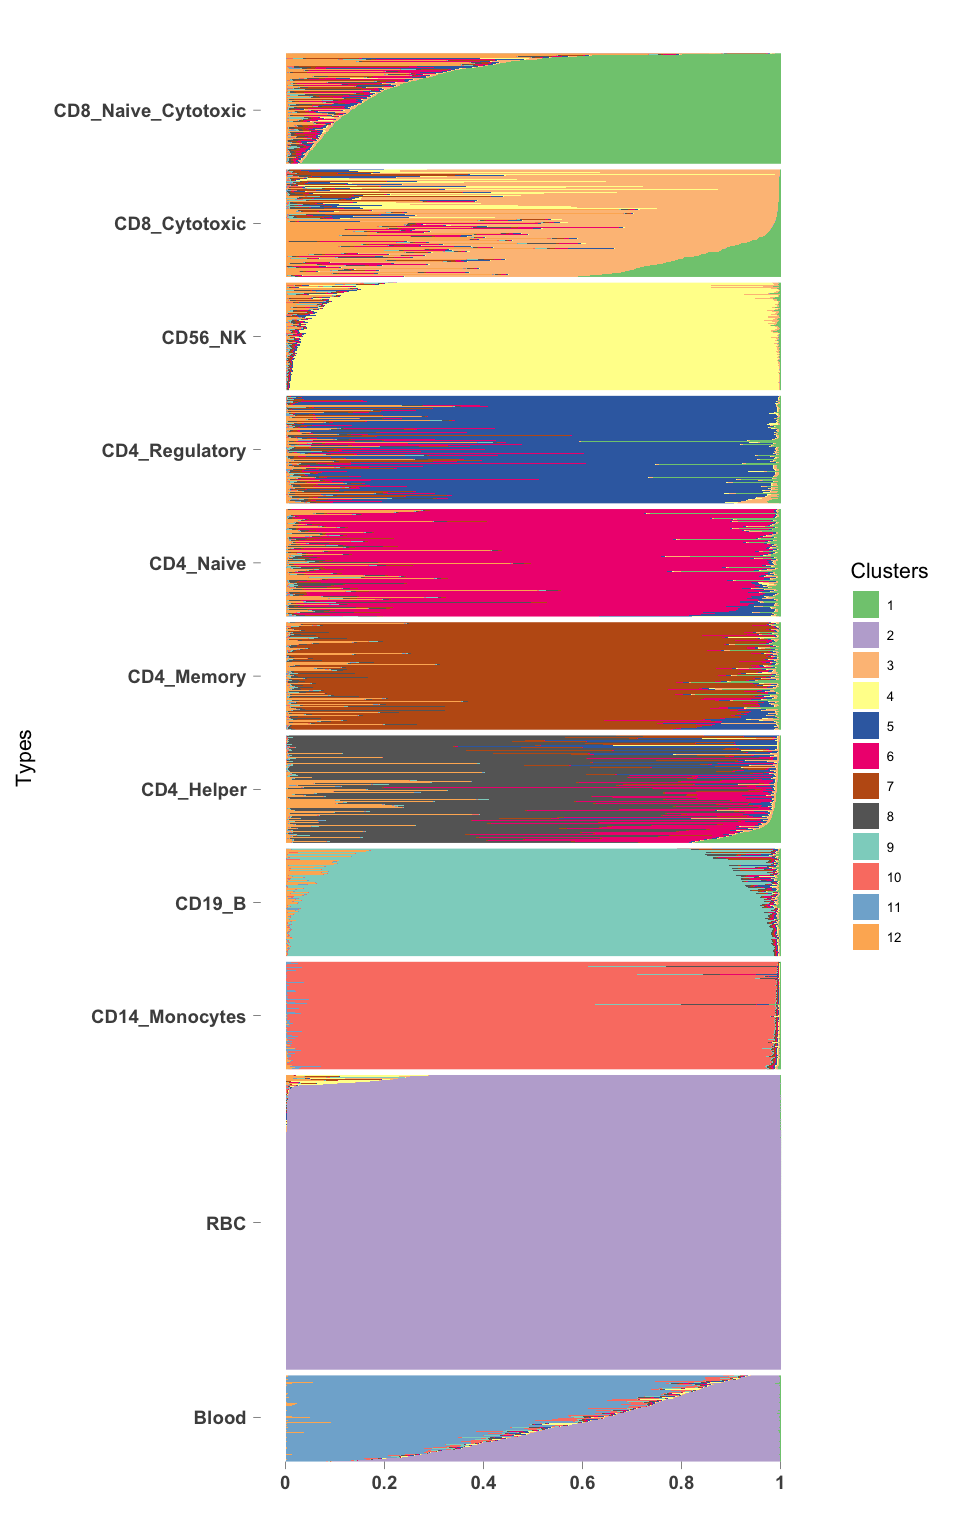 CD8_Naive_Cytotoxic
CD8_Cytotoxic
CD56_NK
CD4_Regulatory
CD4_Naive
CD4_Memory
CD4_Helper
CD19_B
CD14_Monocytes
RBC
Blood
Types
0 0.2 0.4 0.6 0.8 1
Clusters
1
2
3
4
5
6
7
8
9
10
11
12